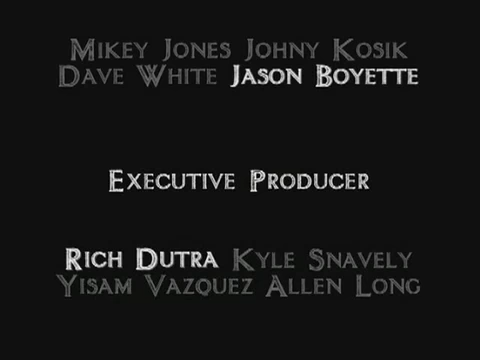 Mikey Jones Johny Kosik
Dave White Jason Boyette
Executive Producer
Rich Dutra Kyle Snavely
Yisam Vazquez Allen Long